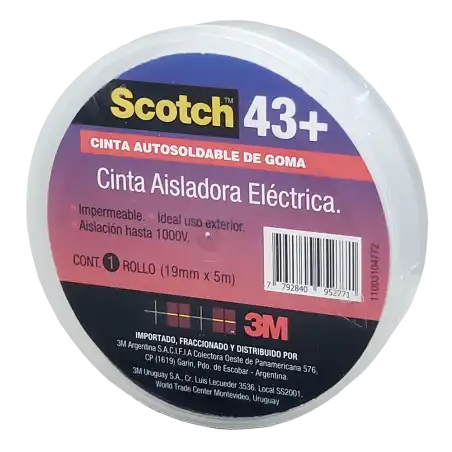 Scotch™ 43+
CINTA AUTOSOLDABLE DE GOMA
Cinta Aisladora Eléctrica.
Impermeable. Ideal uso exterior.
Aislación hasta 1000V.
CONT. 1 ROLLO (19mm x 5m)
7 792840 952771
11003104772
3M
IMPORTADO, FRACCIONADO Y DISTRIBUIDO POR
3M Argentina S.A.C.I.F.I.A Colectora Oeste de Panamericana 576,
CP (1619) Garín, Pdo. de Escobar - Argentina.
3M Uruguay S.A., Cr. Luis Lecueder 3536. Local SS2001.
World Trade Center Montevideo, Uruguay